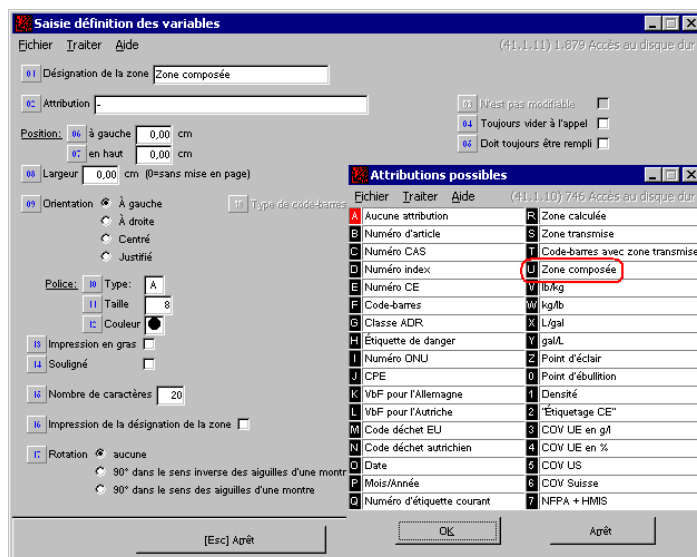 Saisie définition des variables
Fichier Traiter Aide (41.1.11) 1.879 Accès au disque dur
01 Désignation de la zone Zone composée
02 Attribution -
03 N'est pas modifiable
04 Toujours vider à l'appel
05 Doit toujours être rempli
Position: 06 à gauche 0,00 cm
07 en haut 0,00 cm
08 Largeur 0,00 cm (0=sans mise en page)
09 Orientation À gauche
18 Type de code-barres
À droite
Centré
Justifié
Police: 10 Type: A
11 Taille 8
12 Couleur
13 Impression en gras
14 Souligné
15 Nombre de caractères 20
16 Impression de la désignation de la zone
17 Rotation aucune
90° dans le sens inverse des aiguilles d'une montr
90° dans le sens des aiguilles d'une montre
[Esc] Arrêt
Attributions possibles
Fichier Traiter Aide (41.1.10) 746 Accès au disque dur
A Aucune attribution
B Numéro d'article
C Numéro CAS
D Numéro index
E Numéro CE
F Code-barres
G Classe ADR
H Étiquette de danger
I Numéro ONU
J CPE
K VbF pour l'Allemagne
L VbF pour l'Autriche
M Code déchet EU
N Code déchet autrichien
O Date
P Mois/Année
Q Numéro d'étiquette courant
R Zone calculée
S Zone transmise
T Code-barres avec zone transmise
U Zone composée
V lb/kg
W kg/lb
X L/gal
Y gal/L
Z Point d'éclair
0 Point d'ébullition
1 Densité
2 "Étiquetage CE"
3 COV UE en g/l
4 COV UE en %
5 COV US
6 COV Suisse
7 NFPA + HMIS
OK Arrêt